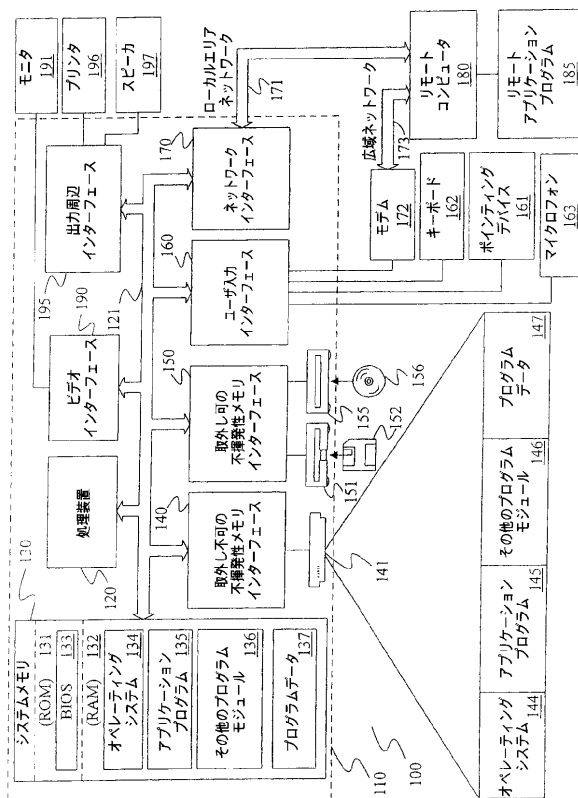 システムメモリ 130
(ROM) 131
BIOS 133
(RAM) 132
オペレーティング
システム 134
アプリケーション
プログラム 135
その他のプログラム
モジュール 136
プログラムデータ 137
処理装置
120
ビデオ
インターフェース
190
出力周辺
インターフェース
195
121
モニタ 191
プリンタ 196
スピーカ 197
取外し不可の
不揮発性メモリ
インターフェース
140
取外し可の
不揮発性メモリ
インターフェース
150
ユーザ入力
インターフェース
160
ネットワーク
インターフェース
170
ローカルエリア
ネットワーク
171
広域ネットワーク
173
141
151
152
155
156
モデム
172
キーボード
162
ポインティング
デバイス 161
マイクロフォン
163
リモート
コンピュータ
180
リモート
アプリケーション
プログラム
185
110
100
オペレーティング
システム 144
アプリケーション
プログラム 145
その他のプログラム
モジュール 146
プログラム
データ 147